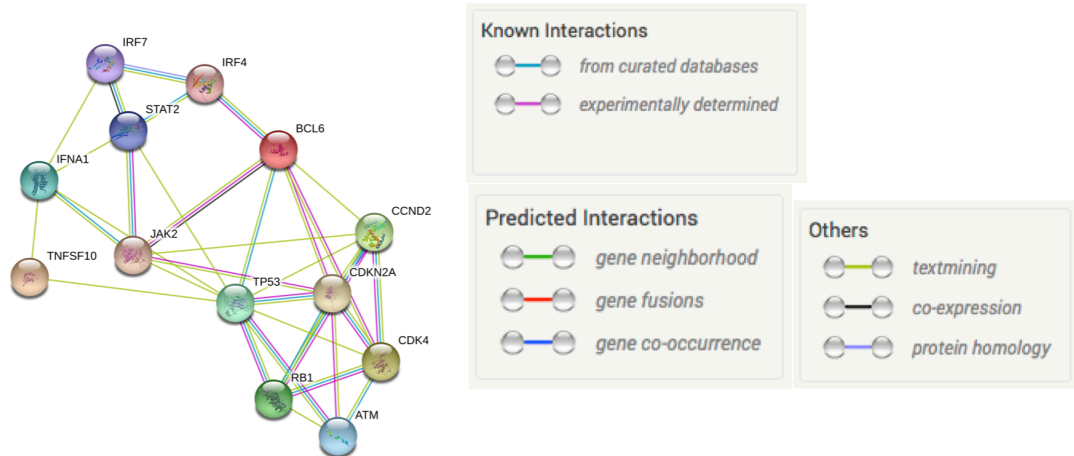 IRF7
IRF4
STAT2
BCL6
IFNA1
CCND2
JAK2
TNFSF10
CDKN2A
TP53
CDK4
RB1
ATM
Known Interactions
from curated databases
experimentally determined
Predicted Interactions
gene neighborhood
gene fusions
gene co-occurrence
Others
textmining
co-expression
protein homology